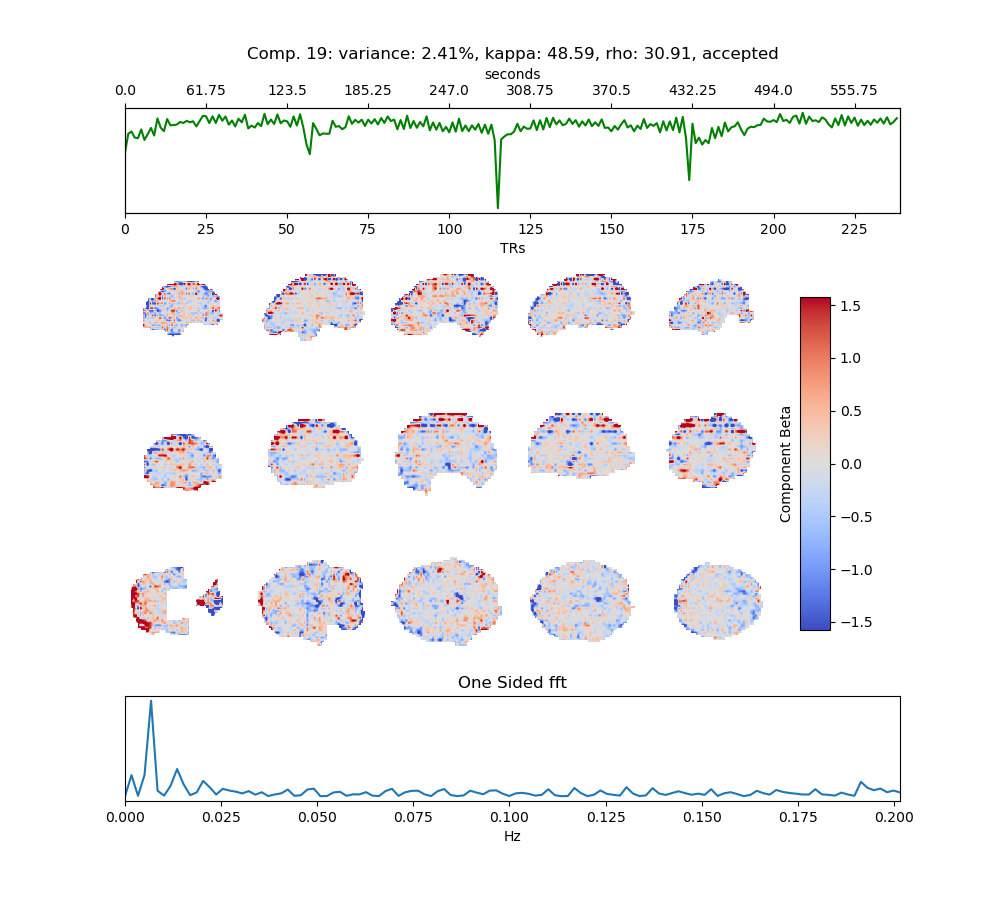 Comp. 19: variance: 2.41%, kappa: 48.59, rho: 30.91, accepted
seconds
0.0 61.75 123.5 185.25 247.0 308.75 370.5 432.25 494.0 555.75
0 25 50 75 100 125 150 175 200 225
TRs
1.5
1.0
0.5
0.0
−0.5
−1.0
−1.5
Component Beta
One Sided fft
0.000 0.025 0.050 0.075 0.100 0.125 0.150 0.175 0.200
Hz